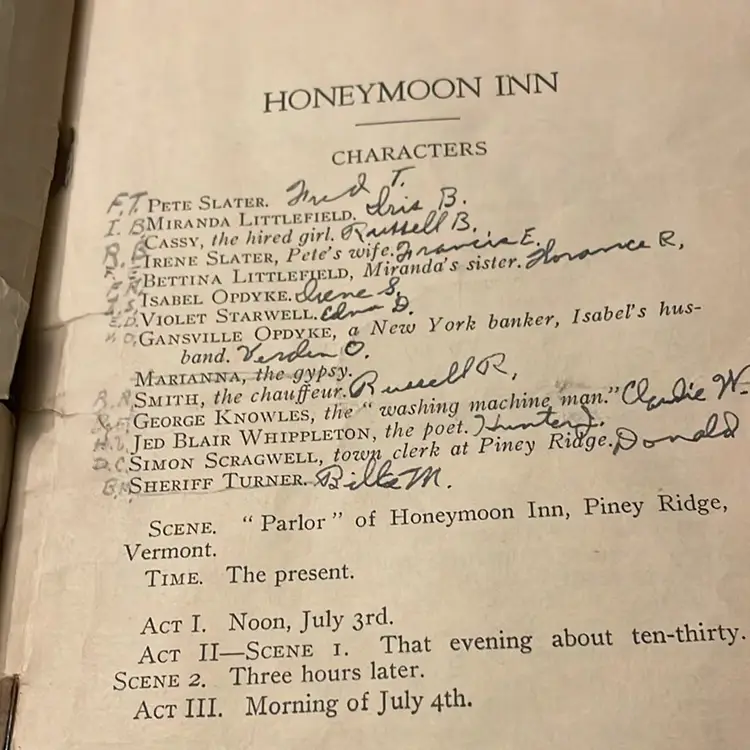 HONEYMOON INN
CHARACTERS
F.T. PETE SLATER. Fred T.
I. B MIRANDA LITTLEFIELD. Iris B.
R. B CASSY, the hired girl. Russell B.
IRENE SLATER, Pete's wife. Francis E.
BETTINA LITTLEFIELD, Miranda's sister. Florance R,
I.S. ISABEL OPDYKE. Irene S.
E.D. VIOLET STARWELL. Edna D.
GANSVILLE OPDYKE, a New York banker, Isabel's hus-
band. Verden O.
MARIANNA, the gypsy.
R.R SMITH, the chauffeur. Russell R,
GEORGE KNOWLES, the "washing machine man." W.
JED BLAIR WHIPPLETON, the poet. Hunter J.
D.C SIMON SCRAGWELL, town clerk at Piney Ridge. Donald
B.M SHERIFF TURNER. M.
SCENE. "Parlor" of Honeymoon Inn, Piney Ridge,
Vermont.
TIME. The present.
ACT I. Noon, July 3rd.
ACT II—SCENE 1. That evening about ten-thirty.
SCENE 2. Three hours later.
ACT III. Morning of July 4th.